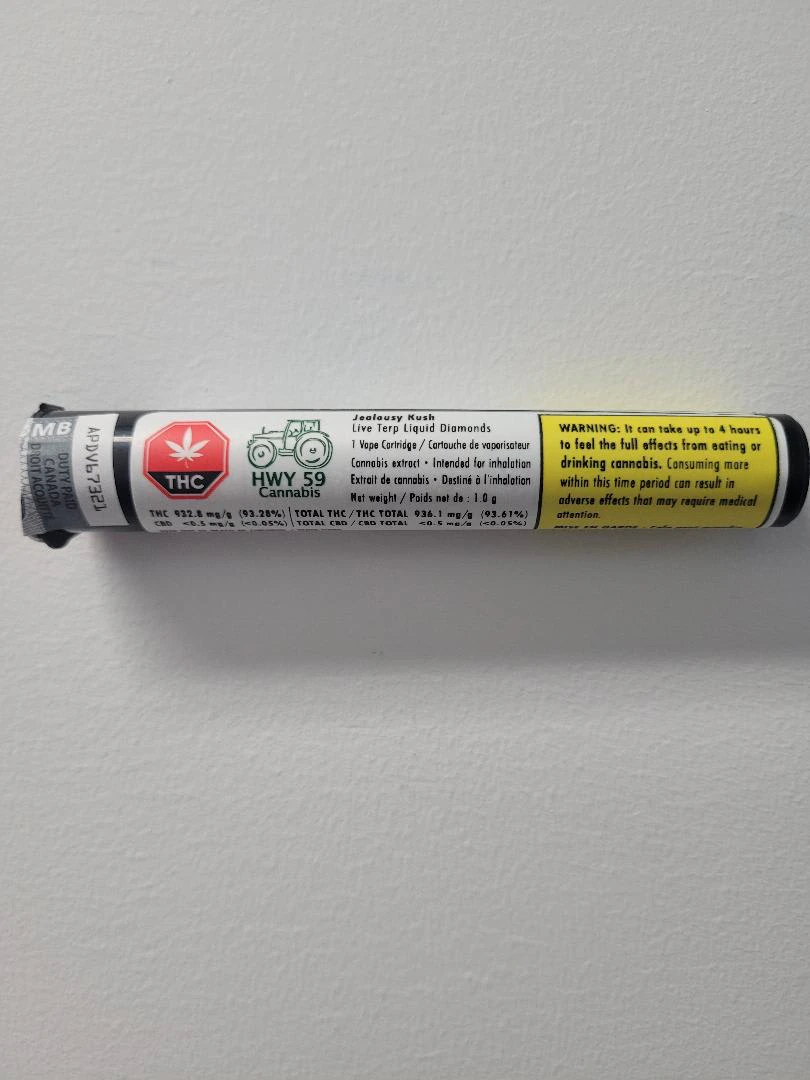 MB
DUTY PAID
CANADA
DROIT ACQUITTÉ
APDV67321
THC
HWY 59
Cannabis
Jealousy Kush
Live Terp Liquid Diamonds
1 Vape Cartridge / Cartouche de vaporisateur
Cannabis extract • Intended for inhalation
Extrait de cannabis • Destiné à l'inhalation
Net weight / Poids net de : 1.0 g
THC 932.8 mg/g (93.28%) TOTAL THC / THC TOTAL 936.1 mg/g (93.61%)
CBD <0.5 mg/g (<0.05%) TOTAL CBD / CBD TOTAL <0.5 mg/g (<0.05%)
WARNING: It can take up to 4 hours
to feel the full effects from eating or
drinking cannabis. Consuming more
within this time period can result in
adverse effects that may require medical
attention.